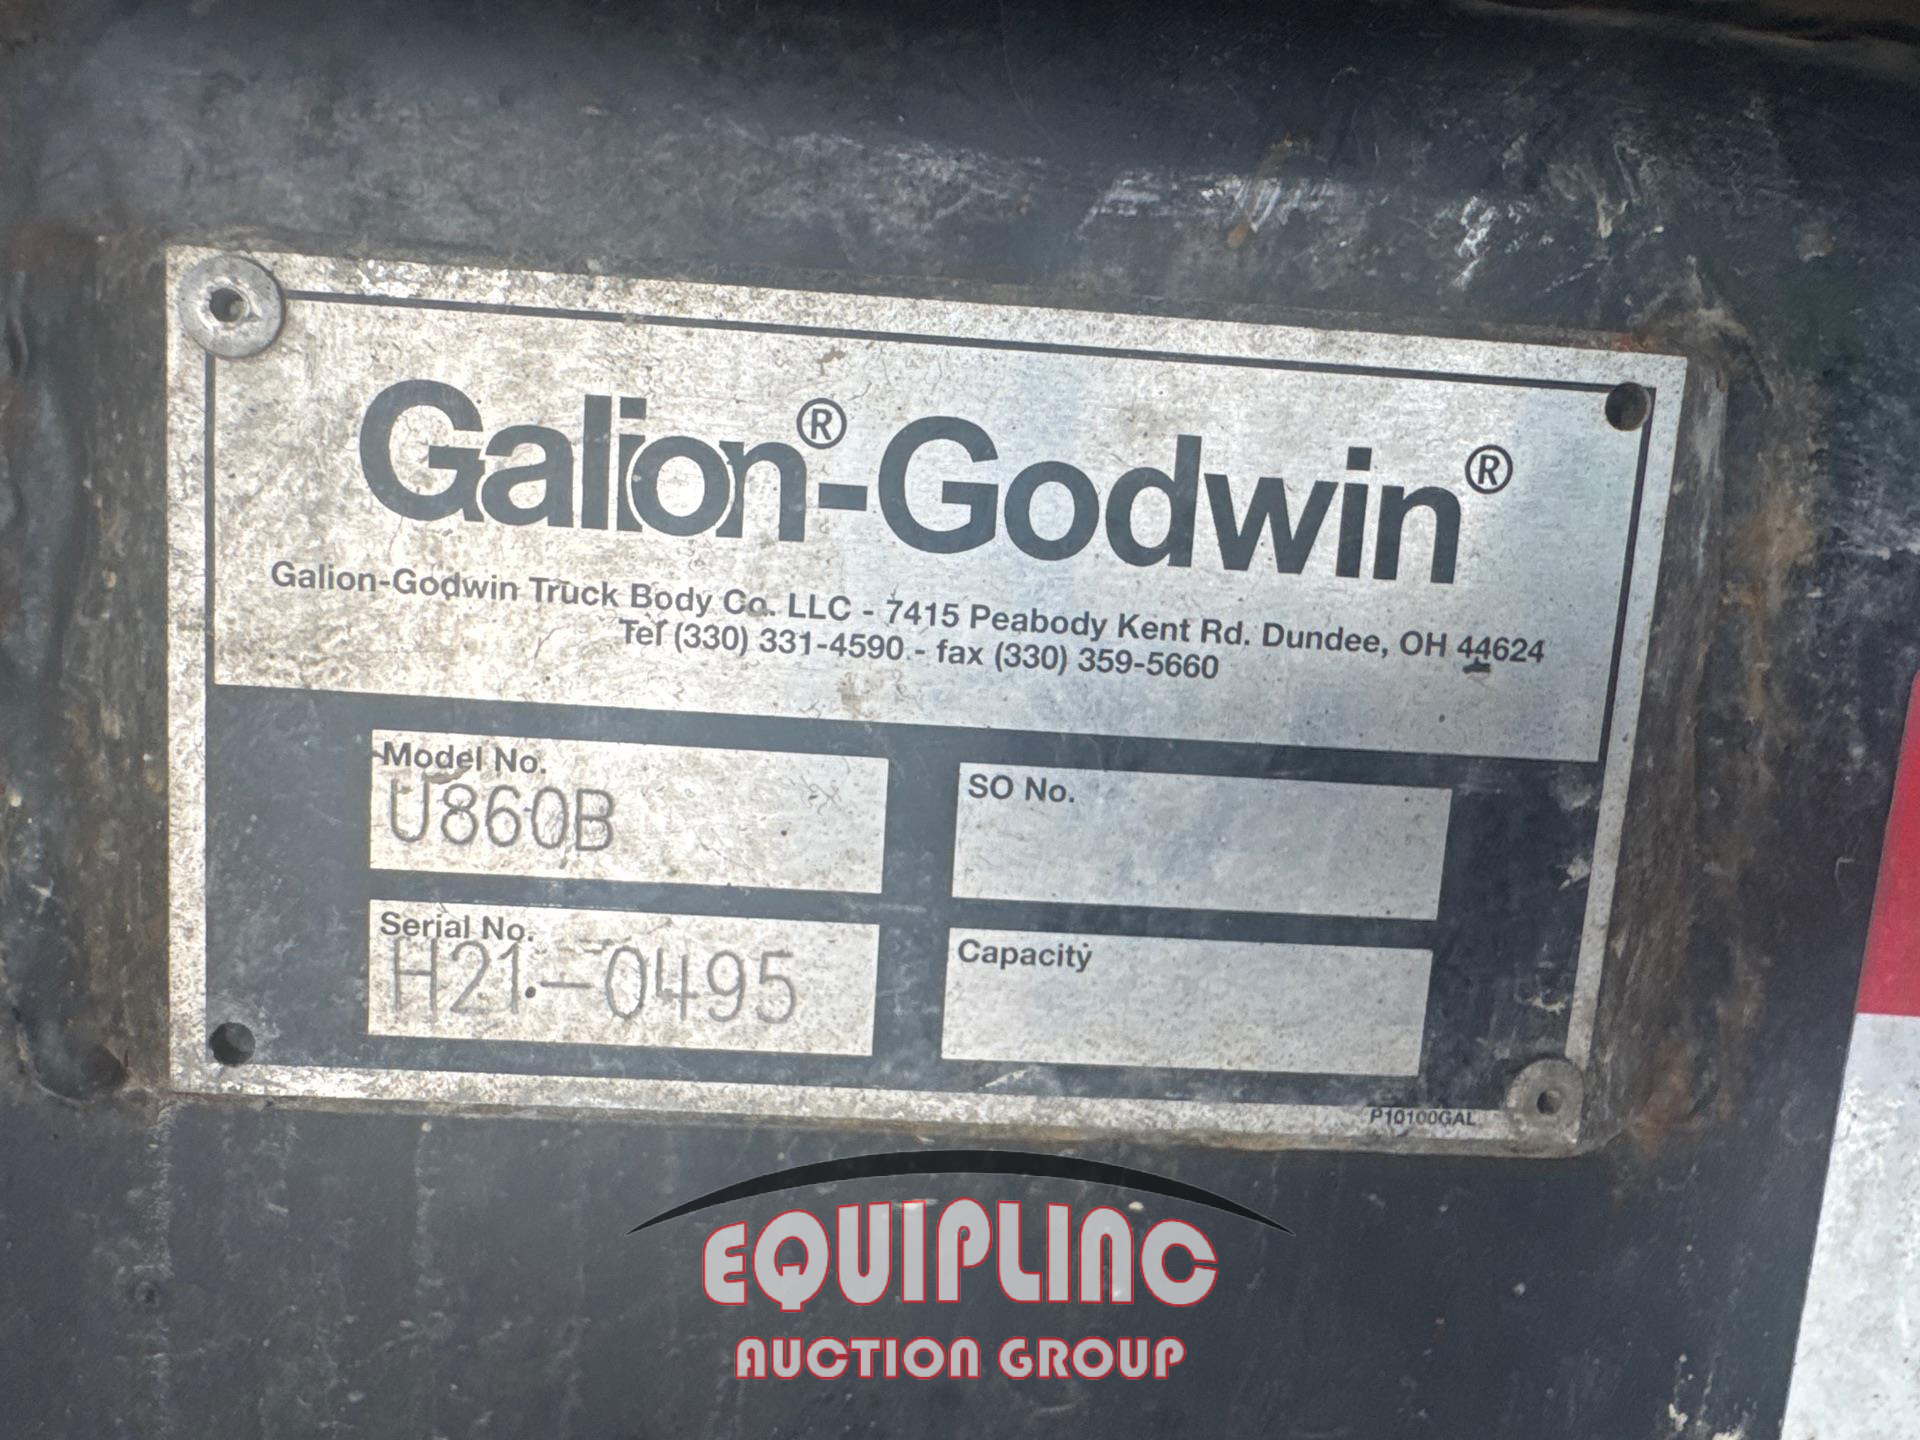 Galion®-Godwin®
Galion-Godwin Truck Body Co. LLC - 7415 Peabody Kent Rd. Dundee, OH 44624
Tel (330) 331-4590 - fax (330) 359-5660
Model No.
U860B
SO No.
Serial No.
H21-0495
Capacity
P10100GAL
EQUIPLINC
AUCTION GROUP